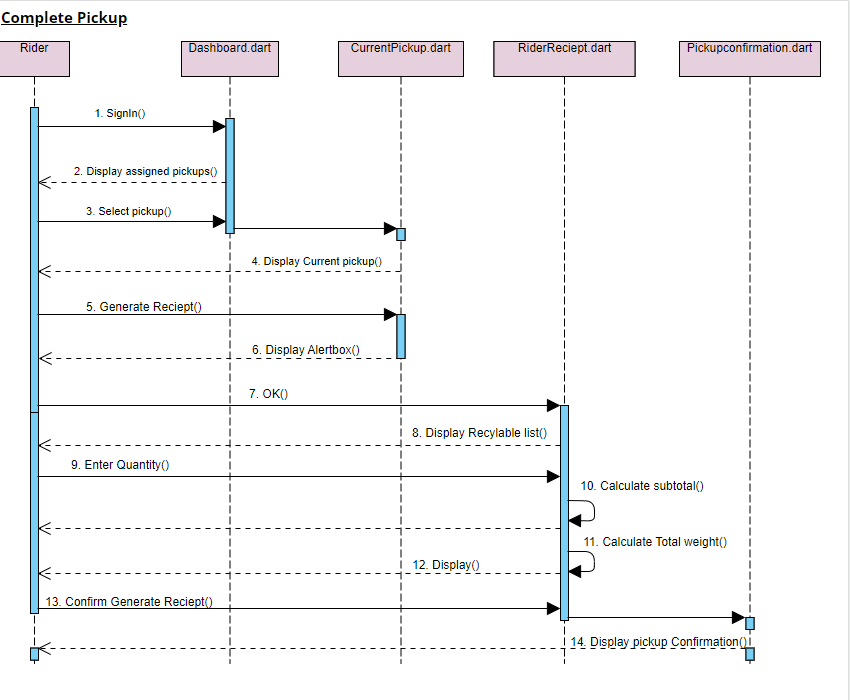 Complete Pickup
Rider
Dashboard.dart
CurrentPickup.dart
RiderReciept.dart
Pickupconfirmation.dart
1. SignIn()
2. Display assigned pickups()
3. Select pickup()
4. Display Current pickup()
5. Generate Reciept()
6. Display Alertbox()
7. OK()
8. Display Recylable list()
9. Enter Quantity()
10. Calculate subtotal()
11. Calculate Total weight()
12. Display()
13. Confirm Generate Reciept()
14. Display pickup Confirmation()